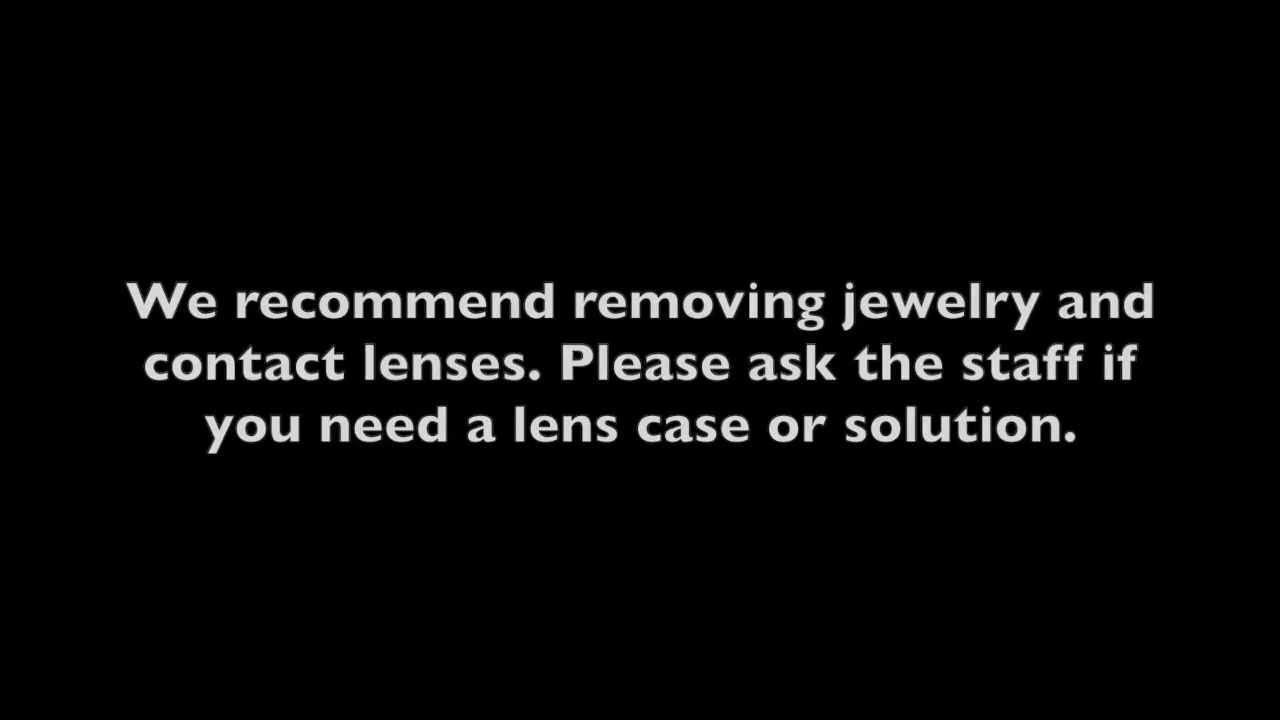 We recommend removing jewelry and
contact lenses. Please ask the staff if
you need a lens case or solution.